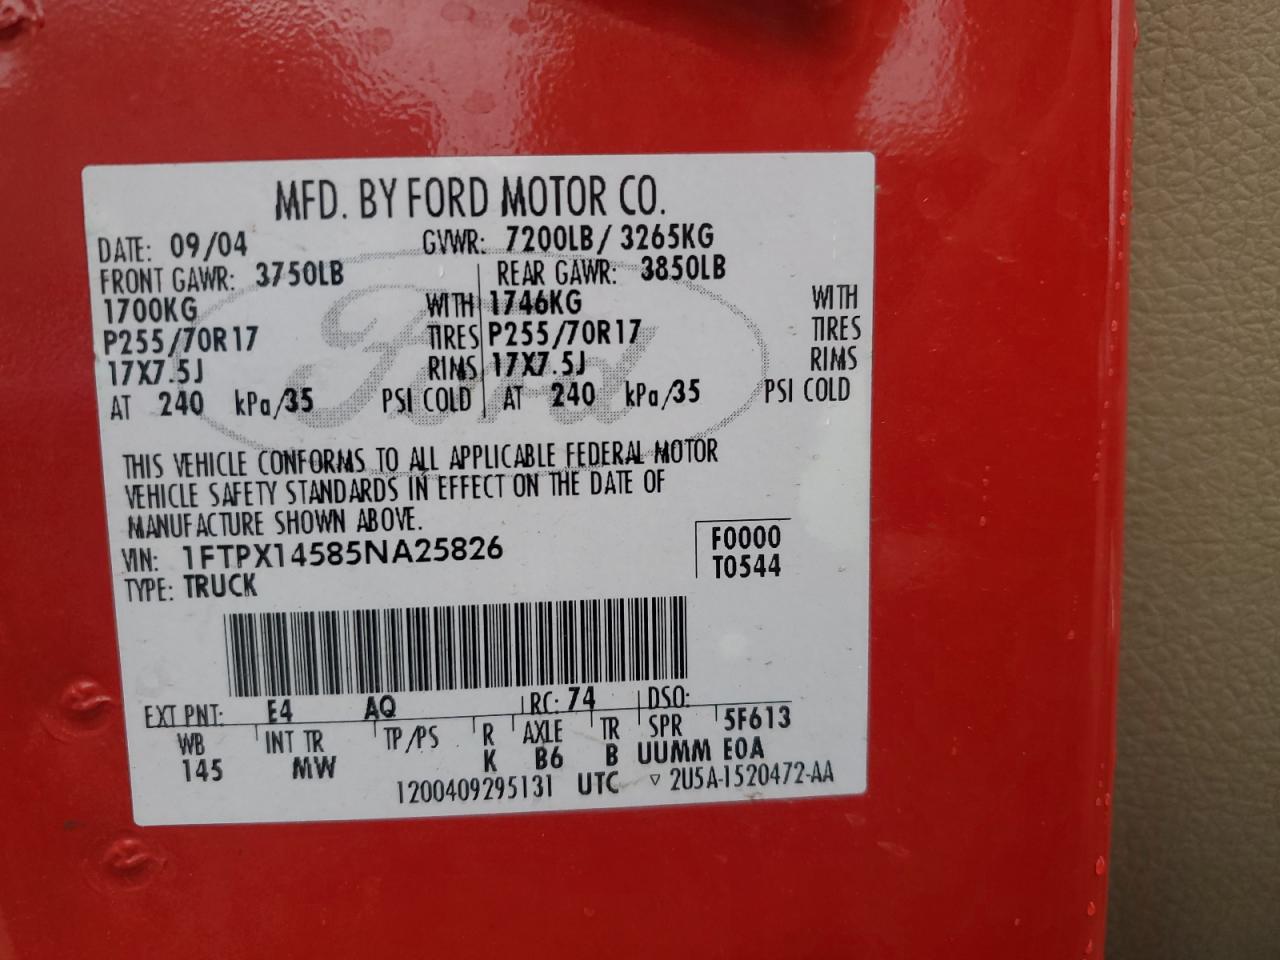 MFD. BY FORD MOTOR CO.
DATE: 09/04 GVWR: 7200LB / 3265KG
FRONT GAWR: 3750LB REAR GAWR: 3850LB
1700KG WITH 1746KG WITH
P255/70R17 TIRES P255/70R17 TIRES
17X7.5J RIMS 17X7.5J RIMS
AT 240 kPa/35 PSI COLD AT 240 kPa/35 PSI COLD
Ford
THIS VEHICLE CONFORMS TO ALL APPLICABLE FEDERAL MOTOR
VEHICLE SAFETY STANDARDS IN EFFECT ON THE DATE OF
MANUFACTURE SHOWN ABOVE.
VIN: 1FTPX14585NA25826 F0000
TYPE: TRUCK T0544
EXT PNT: E4 AQ RC: 74 DSO:
WB INT TR TP/PS R AXLE TR SPR 5F613
145 MW K B6 B UUMM E0A
1200409295131 UTC ▽ 2U5A-1520472-AA